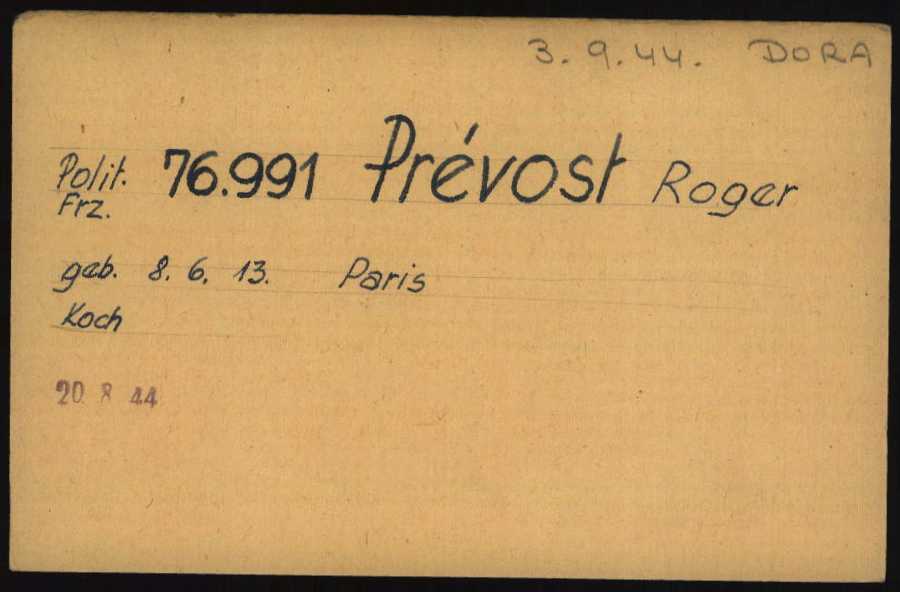 3.9.44. DORA
Polit. 76.991 Prévost Roger
Frz.
geb. 8. 6. 13. Paris
Koch
20 8 44